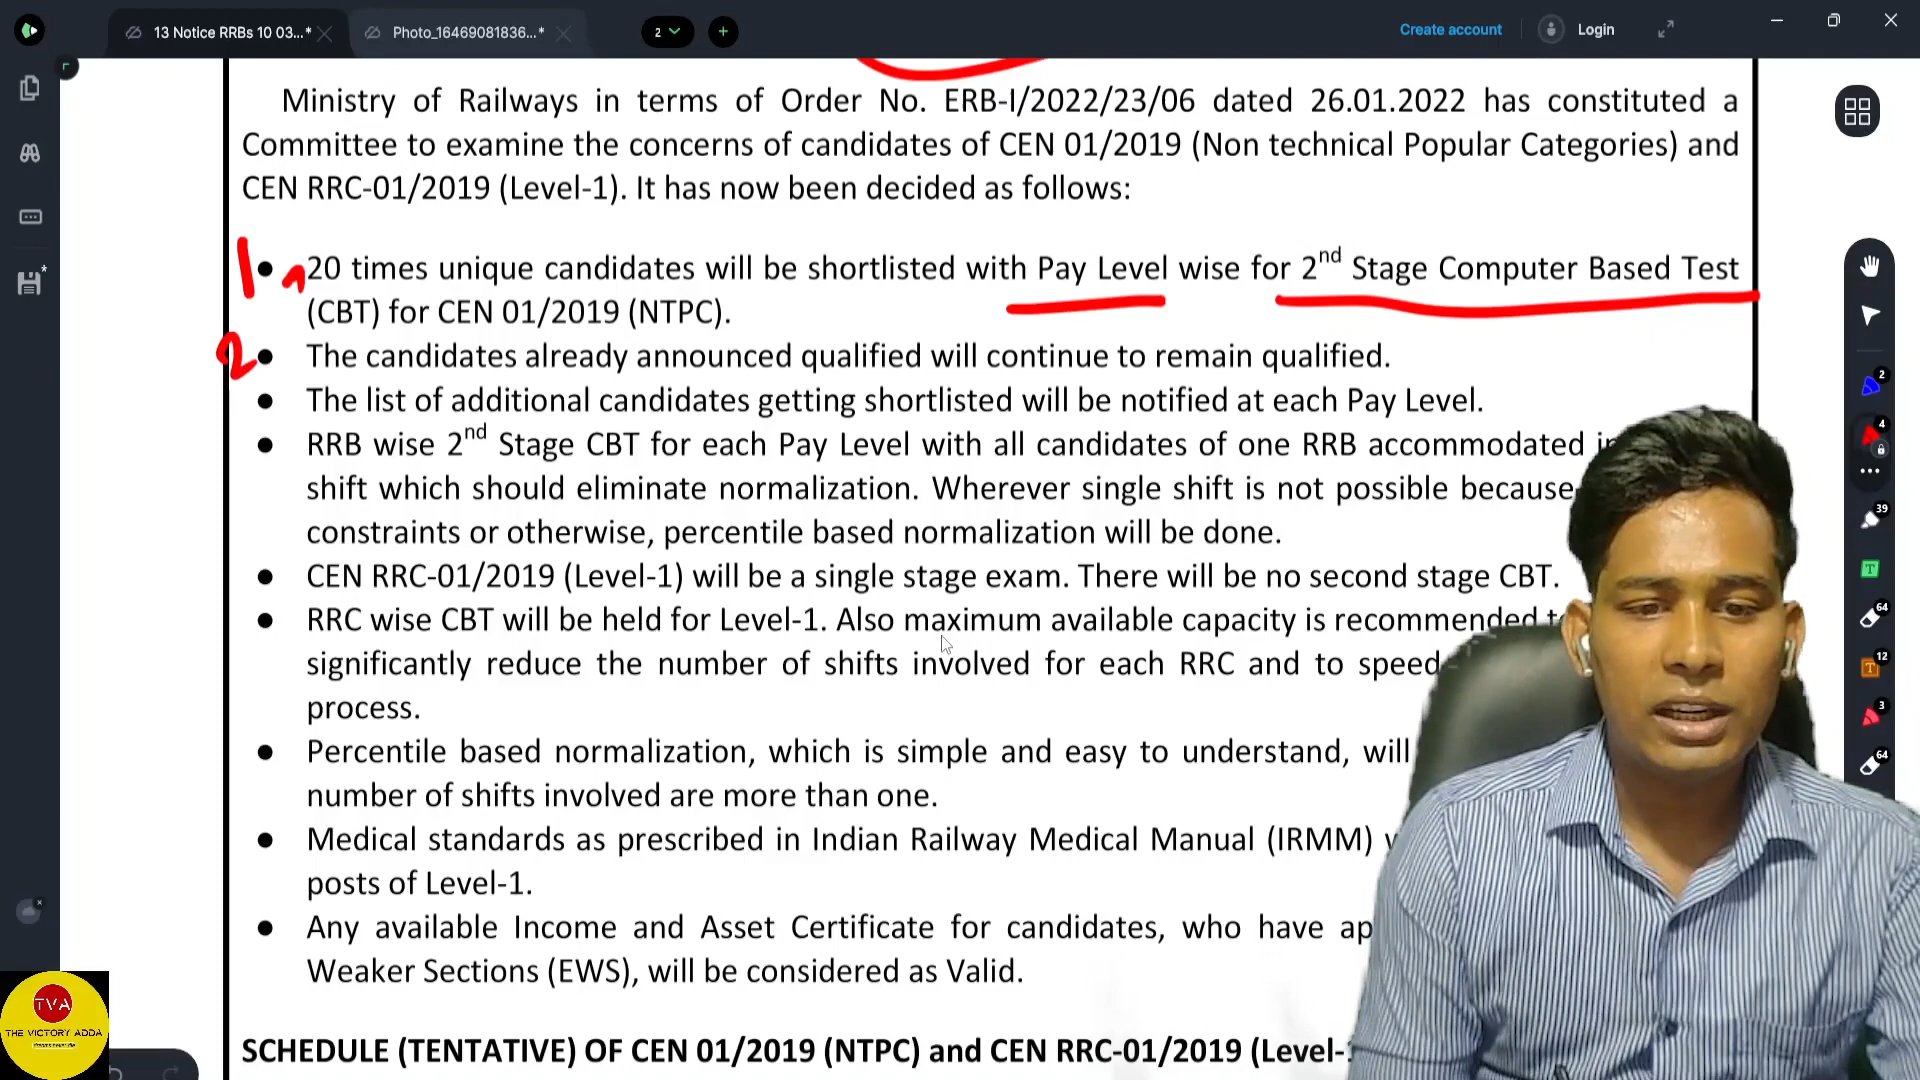 13 Notice RRBs 10 03...*
Photo_16469081836...*
2
Create account
Login
Ministry of Railways in terms of Order No. ERB-I/2022/23/06 dated 26.01.2022 has constituted a
Committee to examine the concerns of candidates of CEN 01/2019 (Non technical Popular Categories) and
CEN RRC-01/2019 (Level-1). It has now been decided as follows:
1
• 20 times unique candidates will be shortlisted with Pay Level wise for 2nd Stage Computer Based Test
(CBT) for CEN 01/2019 (NTPC).
2
• The candidates already announced qualified will continue to remain qualified.
• The list of additional candidates getting shortlisted will be notified at each Pay Level.
• RRB wise 2nd Stage CBT for each Pay Level with all candidates of one RRB accommodated
shift which should eliminate normalization. Wherever single shift is not possible because
constraints or otherwise, percentile based normalization will be done.
• CEN RRC-01/2019 (Level-1) will be a single stage exam. There will be no second stage CBT.
• RRC wise CBT will be held for Level-1. Also maximum available capacity is recommended
significantly reduce the number of shifts involved for each RRC and to speed
process.
• Percentile based normalization, which is simple and easy to understand, will
number of shifts involved are more than one.
• Medical standards as prescribed in Indian Railway Medical Manual (IRMM)
posts of Level-1.
• Any available Income and Asset Certificate for candidates, who have
Weaker Sections (EWS), will be considered as Valid.
SCHEDULE (TENTATIVE) OF CEN 01/2019 (NTPC) and CEN RRC-01/2019 (Level-
2
4
39
T
64
12
T
3
64
TVA
THE VICTORY ADDA